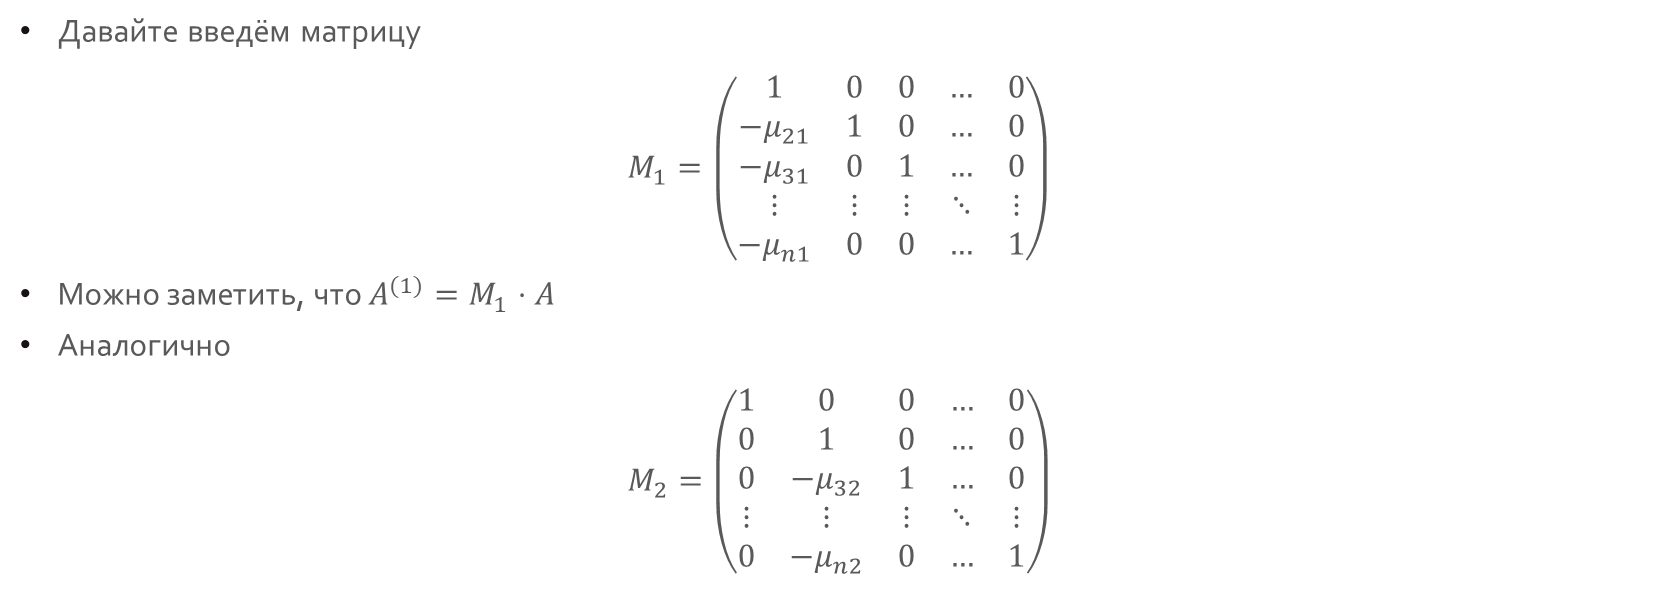 • Давайте введём матрицу
1 0 0 … 0
−μ₂₁ 1 0 … 0
M₁ = −μ₃₁ 0 1 … 0
⋮ ⋮ ⋮ ⋱ ⋮
−μₙ₁ 0 0 … 1
• Можно заметить, что A⁽¹⁾ = M₁ · A
• Аналогично
1 0 0 … 0
0 1 0 … 0
M₂ = 0 −μ₃₂ 1 … 0
⋮ ⋮ ⋮ ⋱ ⋮
0 −μₙ₂ 0 … 1